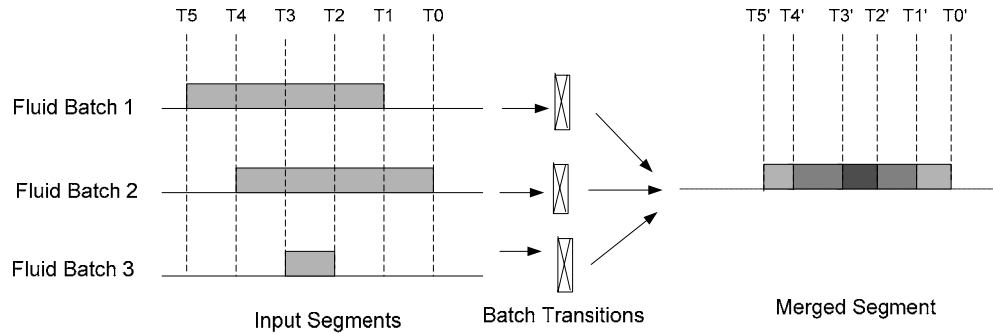 T5 T4 T3 T2 T1 T0
T5' T4' T3' T2' T1' T0'
Fluid Batch 1
Fluid Batch 2
Fluid Batch 3
Input Segments
Batch Transitions
Merged Segment